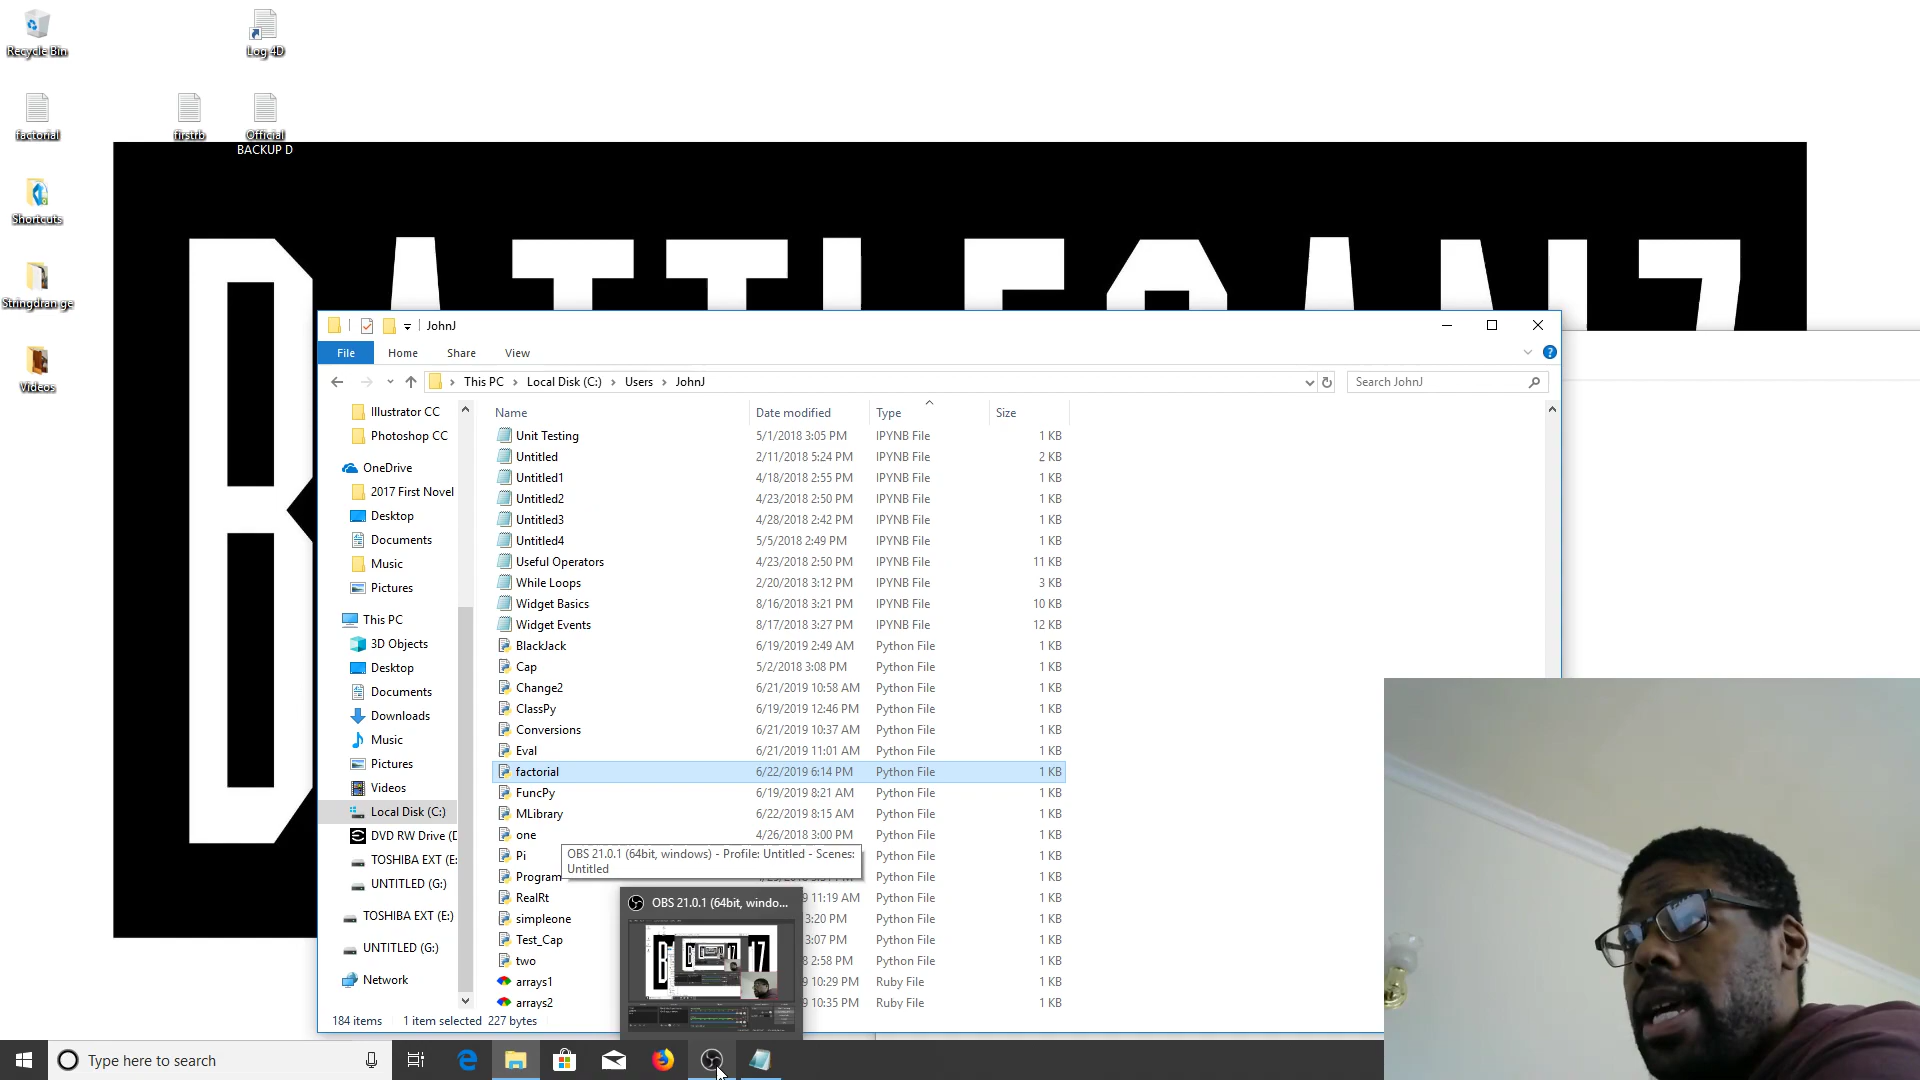 Recycle Bin
Log 4D
factorial
firstrb
Official
BACKUP D
Shortcuts
Stringdran ge
Videos
JohnJ
File
Home
Share
View
This PC
Local Disk (C:)
Users
JohnJ
Search JohnJ
Illustrator CC
Photoshop CC
OneDrive
2017 First Novel
Desktop
Documents
Music
Pictures
This PC
3D Objects
Desktop
Documents
Downloads
Music
Pictures
Videos
Local Disk (C:)
DVD RW Drive (D
TOSHIBA EXT (E:
UNTITLED (G:)
TOSHIBA EXT (E:)
UNTITLED (G:)
Network
Name Date modified Type Size
Unit Testing 5/1/2018 3:05 PM IPYNB File 1 KB
Untitled 2/11/2018 5:24 PM IPYNB File 2 KB
Untitled1 4/18/2018 2:55 PM IPYNB File 1 KB
Untitled2 4/23/2018 2:50 PM IPYNB File 1 KB
Untitled3 4/28/2018 2:42 PM IPYNB File 1 KB
Untitled4 5/5/2018 2:49 PM IPYNB File 1 KB
Useful Operators 4/23/2018 2:50 PM IPYNB File 11 KB
While Loops 2/20/2018 3:12 PM IPYNB File 3 KB
Widget Basics 8/16/2018 3:21 PM IPYNB File 10 KB
Widget Events 8/17/2018 3:27 PM IPYNB File 12 KB
BlackJack 6/19/2019 2:49 AM Python File 1 KB
Cap 5/2/2018 3:08 PM Python File 1 KB
Change2 6/21/2019 10:58 AM Python File 1 KB
ClassPy 6/19/2019 12:46 PM Python File 1 KB
Conversions 6/21/2019 10:37 AM Python File 1 KB
Eval 6/21/2019 11:01 AM Python File 1 KB
factorial 6/22/2019 6:14 PM Python File 1 KB
FuncPy 6/19/2019 8:21 AM Python File 1 KB
MLibrary 6/22/2019 8:15 AM Python File 1 KB
one 4/26/2018 3:00 PM Python File 1 KB
Pi Python File 1 KB
OBS 21.0.1 (64bit, windows) - Profile: Untitled - Scenes:
Untitled
Program Python File 1 KB
RealRt 9 11:19 AM Python File 1 KB
simpleone 3:20 PM Python File 1 KB
Test_Cap 3:07 PM Python File 1 KB
two 8 2:58 PM Python File 1 KB
arrays1 9 10:29 PM Ruby File 1 KB
arrays2 9 10:35 PM Ruby File 1 KB
OBS 21.0.1 (64bit, windo...
184 items 1 item selected 227 bytes
Type here to search